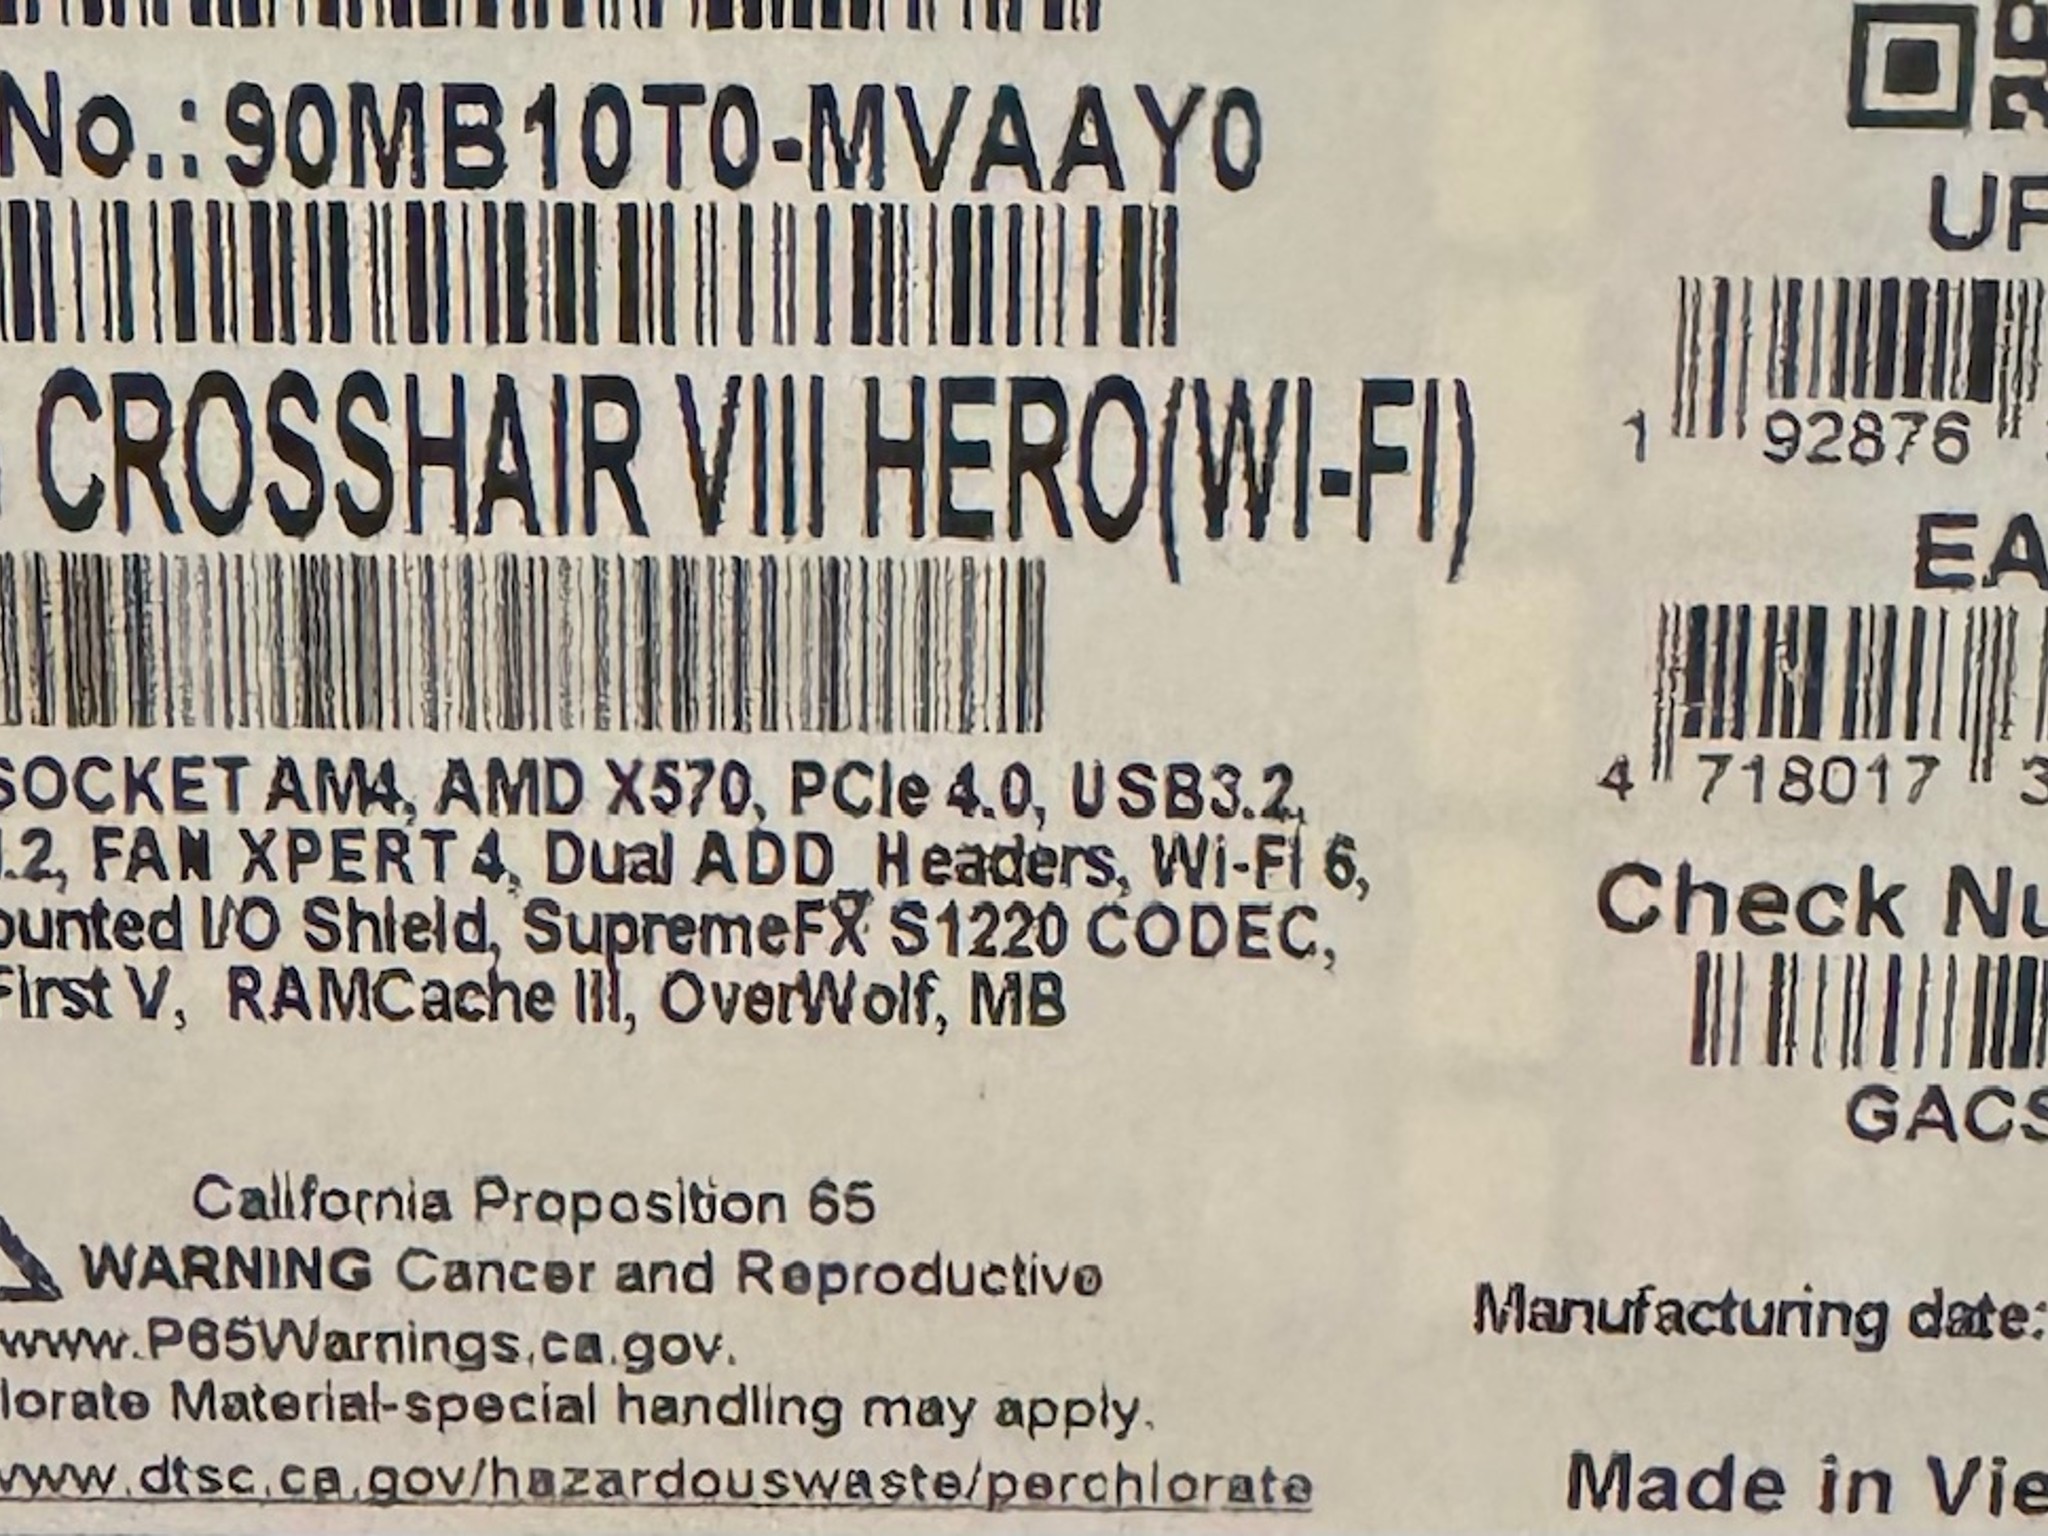 No.: 90MB10T0-MVAAY0
CROSSHAIR VIII HERO(WI-FI)
SOCKET AM4, AMD X570, PCIe 4.0, USB3.2,
.2, FAN XPERT 4, Dual ADD_Headers, Wi-Fi 6,
ounted I/O Shield, SupremeFX S1220 CODEC,
First V, RAMCache III, OverWolf, MB
California Proposition 65
WARNING Cancer and Reproductive
www.P65Warnings.ca.gov.
lorate Material-special handling may apply.
www.dtsc.ca.gov/hazardouswaste/perchlorate
UP
1 92876
EA
4 718017 3
Check Nu
GACS
Manufacturing date:
Made in Vie